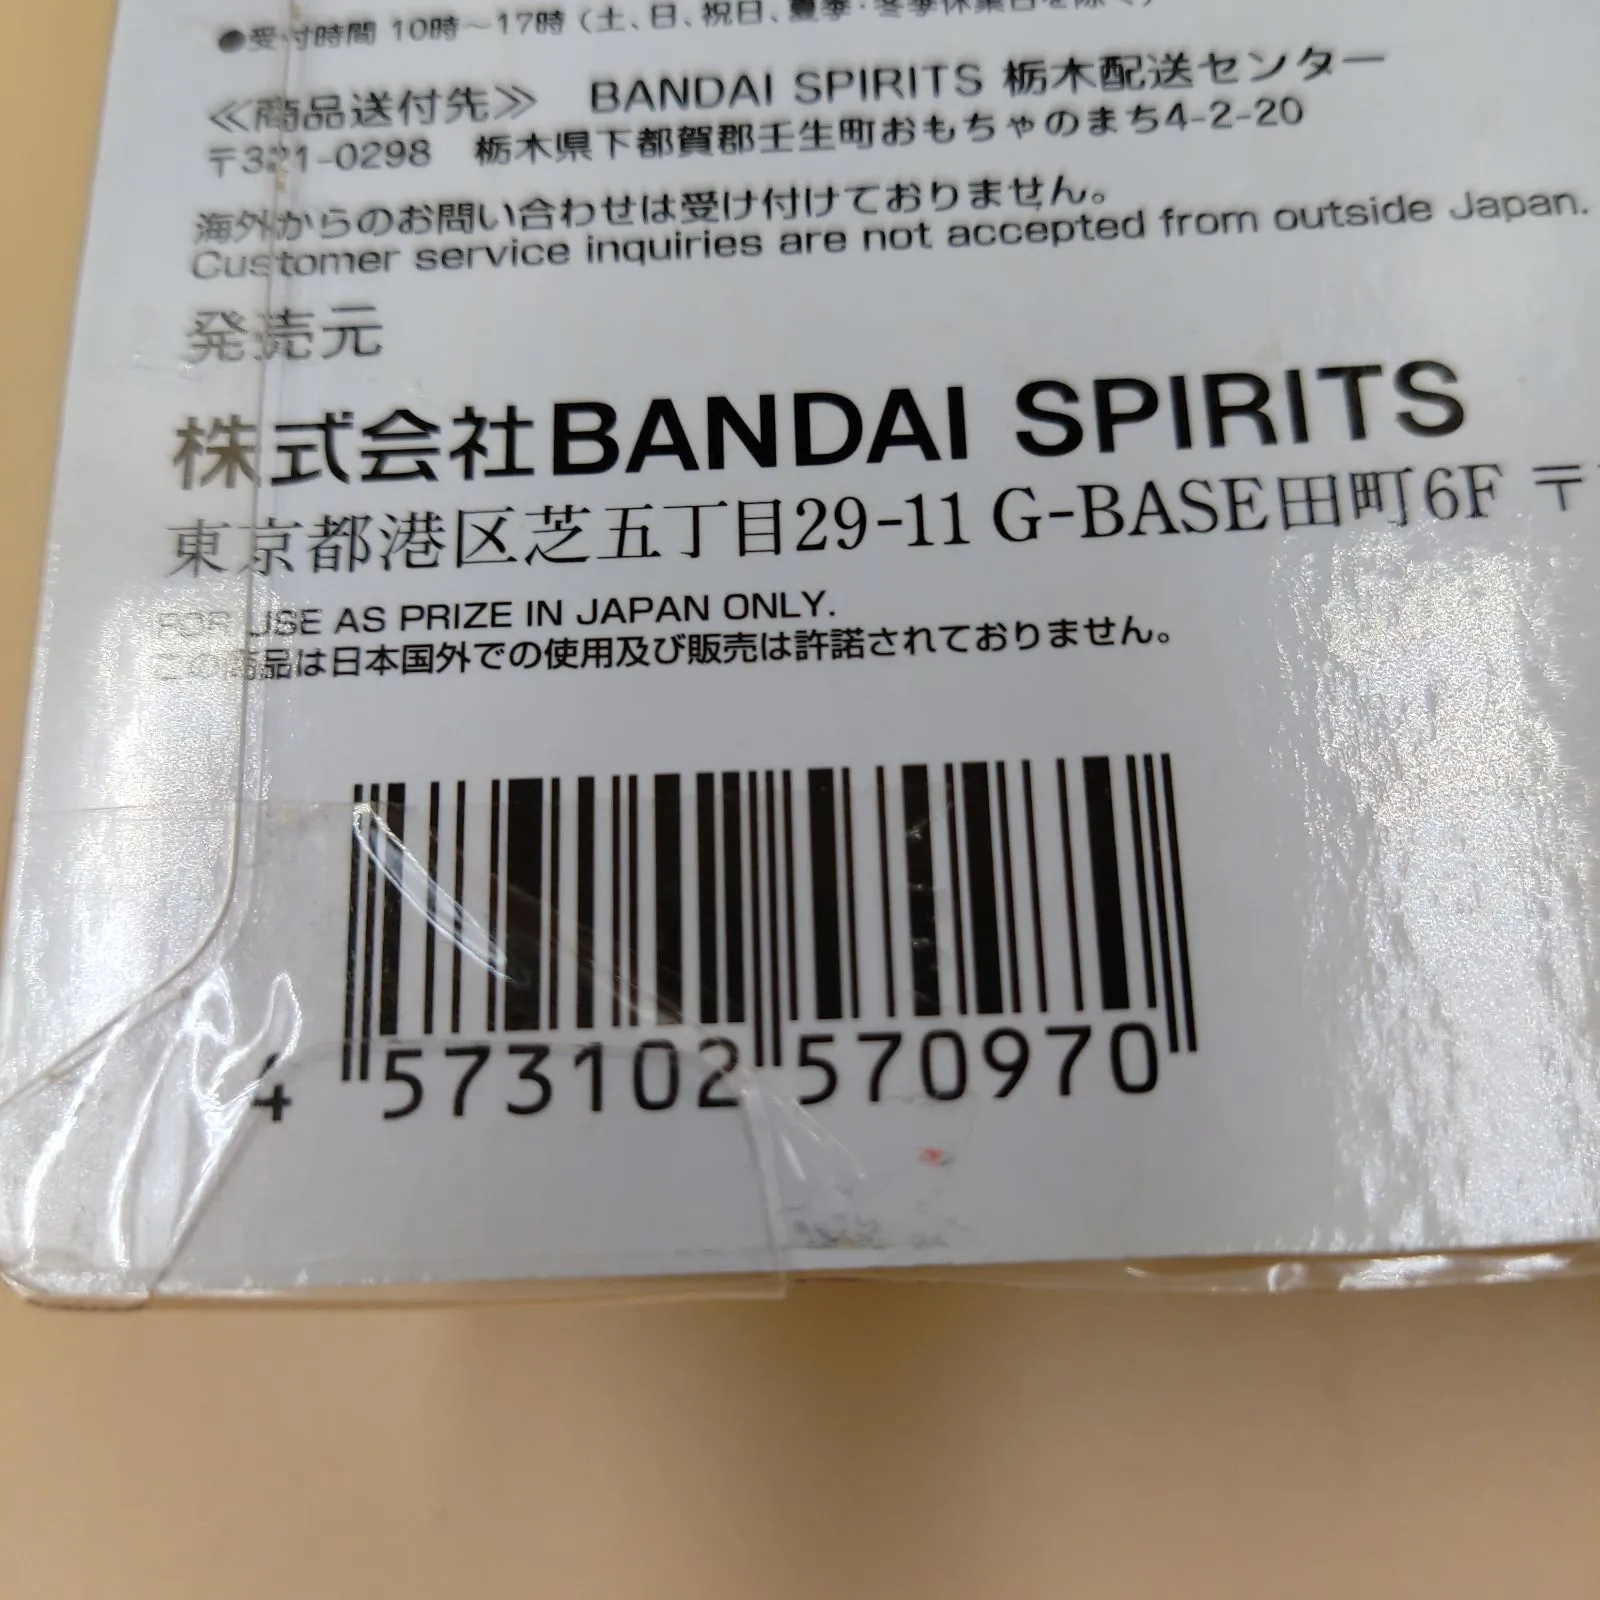 ●受付時間 10時～17時（土、日、祝日、夏季・冬季休業日を除く）
≪商品送付先≫ BANDAI SPIRITS 栃木配送センター
〒321-0298 栃木県下都賀郡壬生町おもちゃのまち4-2-20
海外からのお問い合わせは受け付けておりません。
Customer service inquiries are not accepted from outside Japan.
発売元
株式会社BANDAI SPIRITS
東京都港区芝五丁目29-11 G-BASE田町6F 〒
FOR USE AS PRIZE IN JAPAN ONLY.
この商品は日本国外での使用及び販売は許諾されておりません。
4 573102 570970